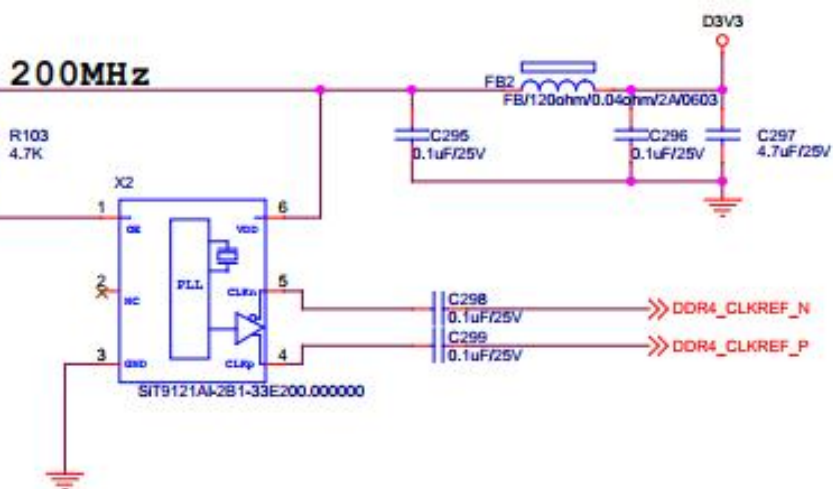 D3V3
200MHz
FB2
FB/120ohm/0.04ohm/2A/0603
R103
4.7K
C295
0.1uF/25V
C296
0.1uF/25V
C297
4.7uF/25V
X2
1
OE
VDD
6
PLL
2
NC
CLKn
5
3
GND
CLKp
4
C298
0.1uF/25V
DDR4_CLKREF_N
C299
0.1uF/25V
DDR4_CLKREF_P
SiT9121AI-2B1-33E200.000000